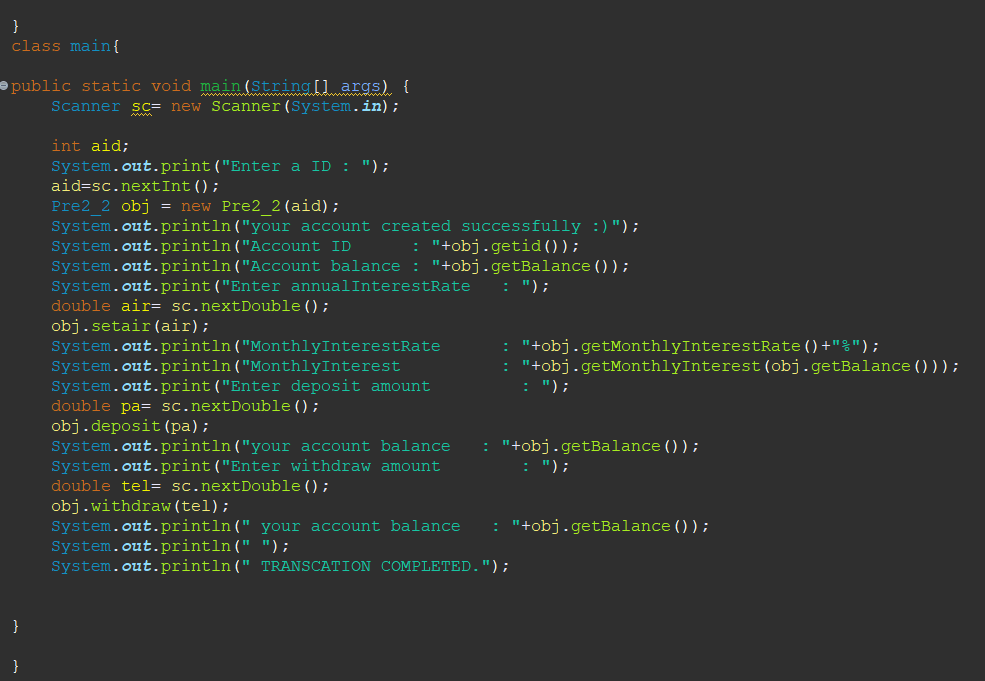 }
class main{
public static void main(String[] args) {
Scanner sc= new Scanner(System.in);
int aid;
System.out.print("Enter a ID : ");
aid=sc.nextInt();
Pre2_2 obj = new Pre2_2(aid);
System.out.println("your account created successfully :)");
System.out.println("Account ID      : "+obj.getid());
System.out.println("Account balance : "+obj.getBalance());
System.out.print("Enter annualInterestRate   : ");
double air= sc.nextDouble();
obj.setair(air);
System.out.println("MonthlyInterestRate      : "+obj.getMonthlyInterestRate()+"%");
System.out.println("MonthlyInterest          : "+obj.getMonthlyInterest(obj.getBalance()));
System.out.print("Enter deposit amount         : ");
double pa= sc.nextDouble();
obj.deposit(pa);
System.out.println("your account balance   : "+obj.getBalance());
System.out.print("Enter withdraw amount        : ");
double tel= sc.nextDouble();
obj.withdraw(tel);
System.out.println(" your account balance   : "+obj.getBalance());
System.out.println(" ");
System.out.println(" TRANSCATION COMPLETED.");
}
}